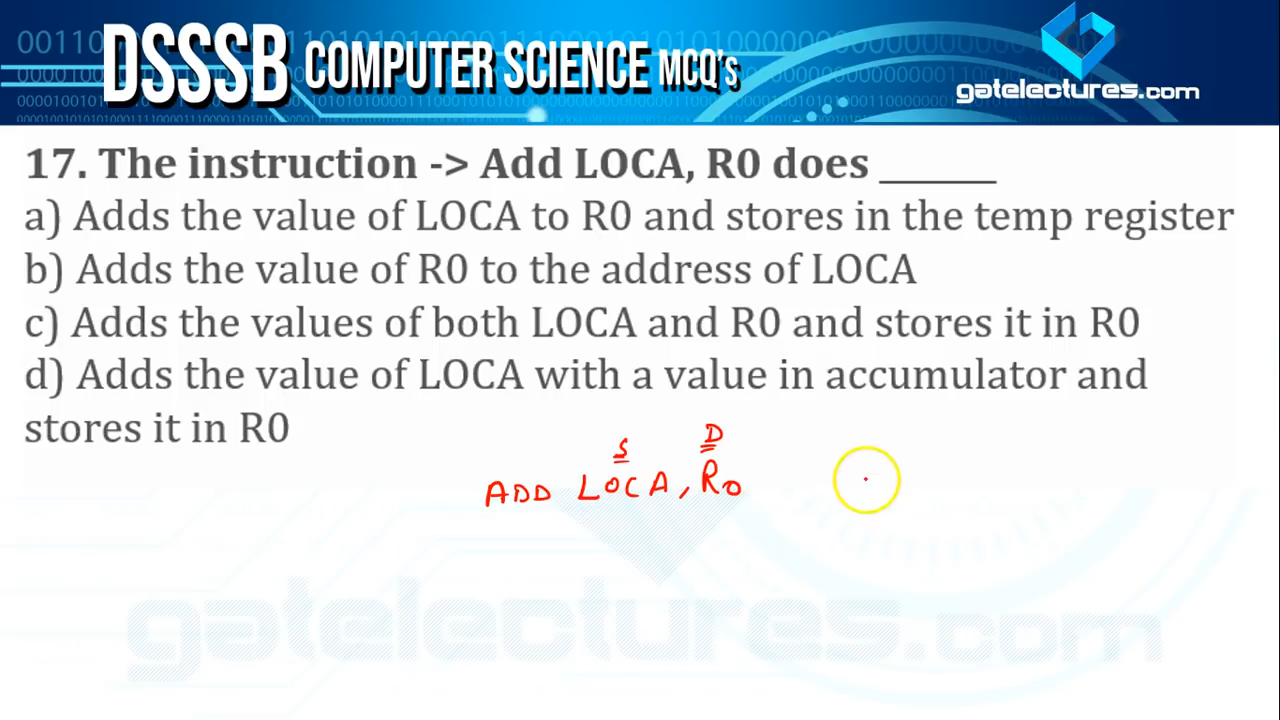 DSSSB COMPUTER SCIENCE MCQ's
gatelectures.com
17. The instruction -> Add LOCA, R0 does ______
a) Adds the value of LOCA to R0 and stores in the temp register
b) Adds the value of R0 to the address of LOCA
c) Adds the values of both LOCA and R0 and stores it in R0
d) Adds the value of LOCA with a value in accumulator and
stores it in R0
S D
ADD LOCA, R0
gatelectures.com